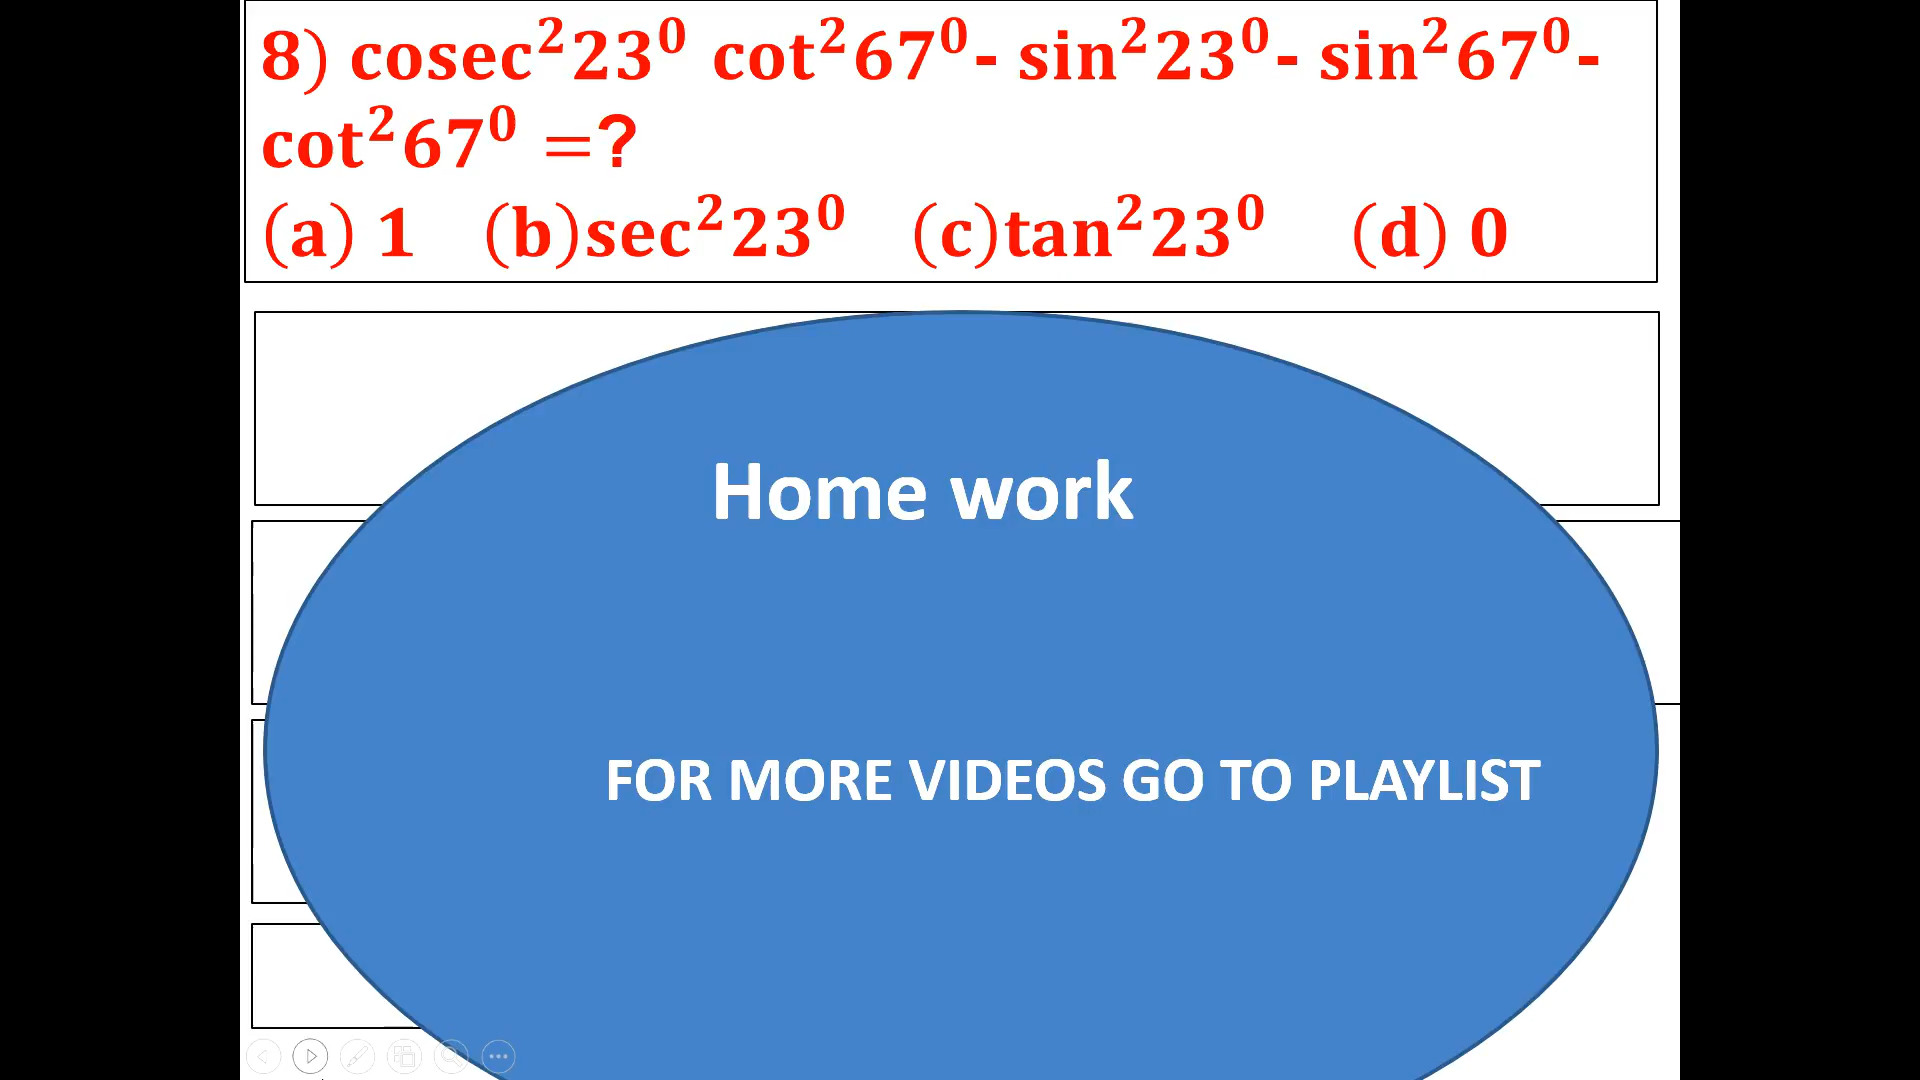 8) cosec²23⁰ cot²67⁰- sin²23⁰- sin²67⁰-
cot²67⁰ =?
(a) 1 (b)sec²23⁰ (c)tan²23⁰ (d) 0
Home work
FOR MORE VIDEOS GO TO PLAYLIST